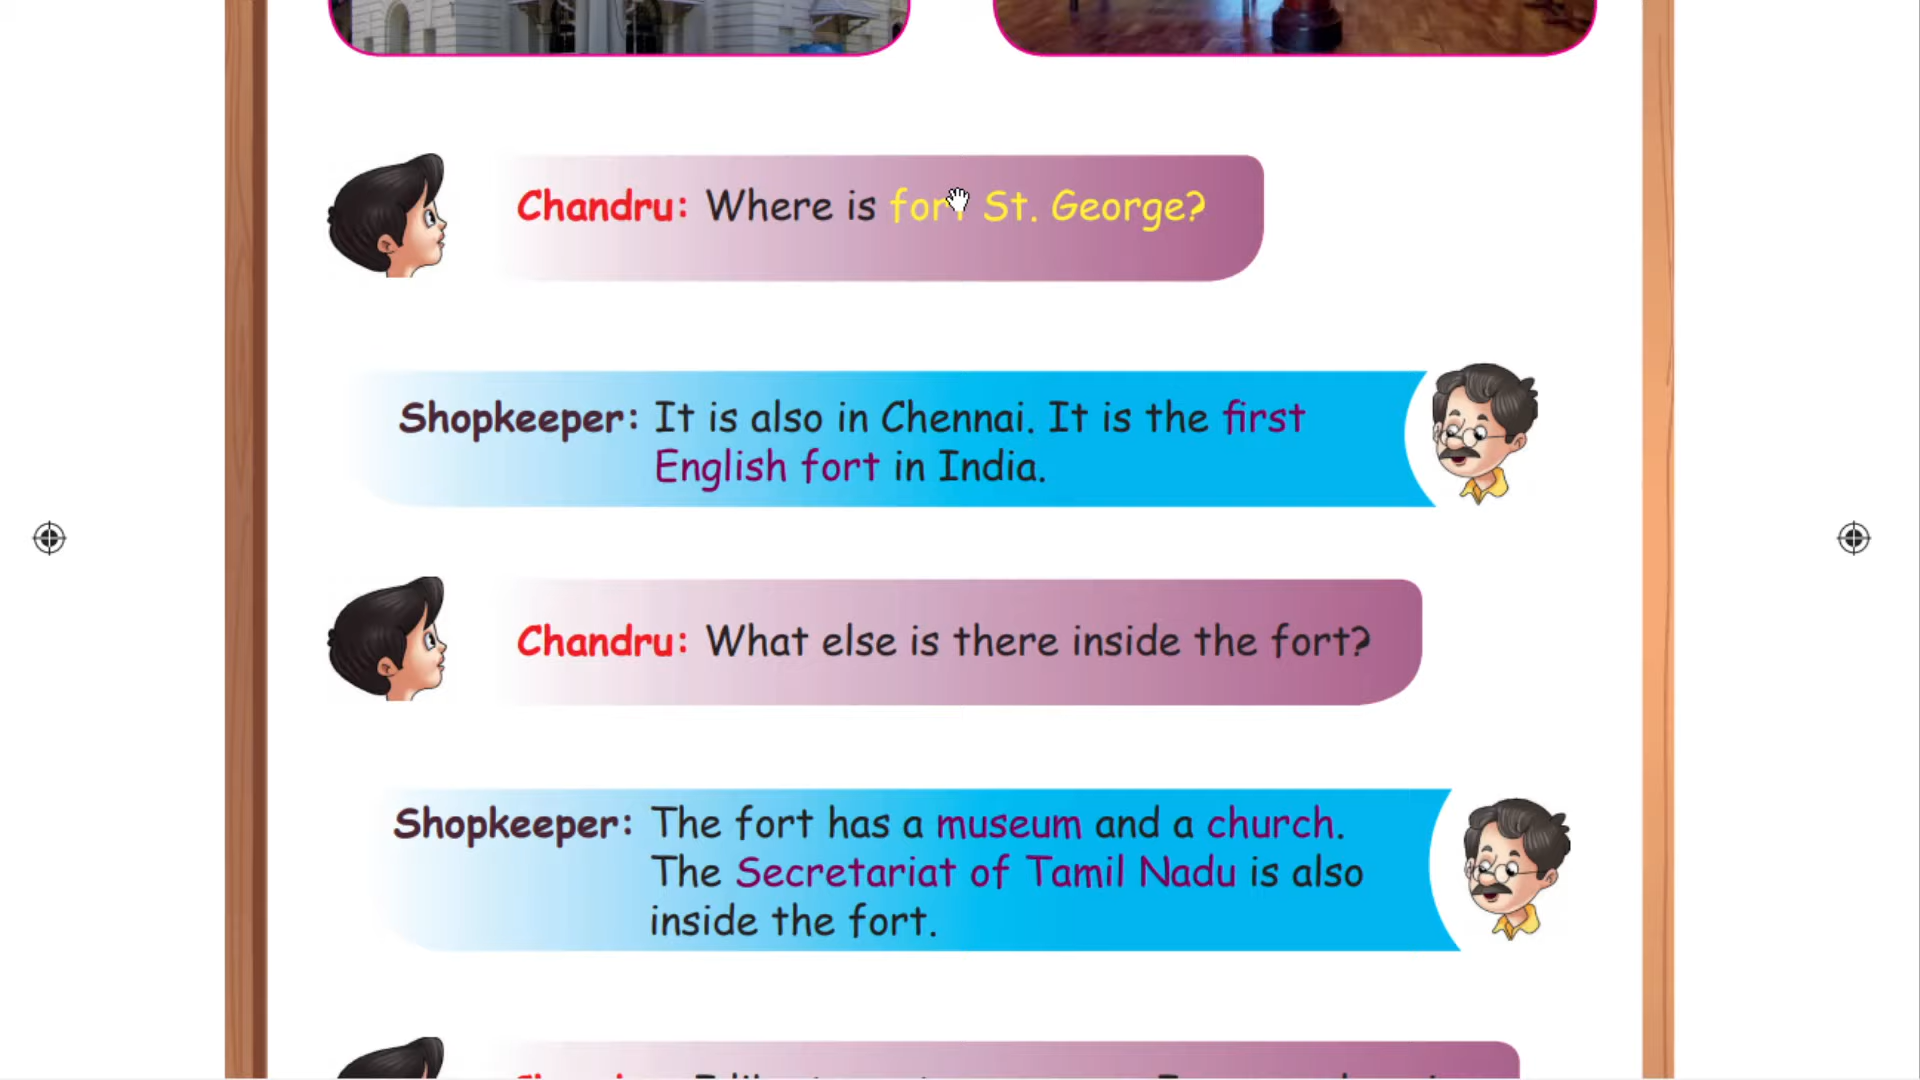 Chandru: Where is fort St. George?
Shopkeeper: It is also in Chennai. It is the first
English fort in India.
Chandru: What else is there inside the fort?
Shopkeeper: The fort has a museum and a church.
The Secretariat of Tamil Nadu is also
inside the fort.